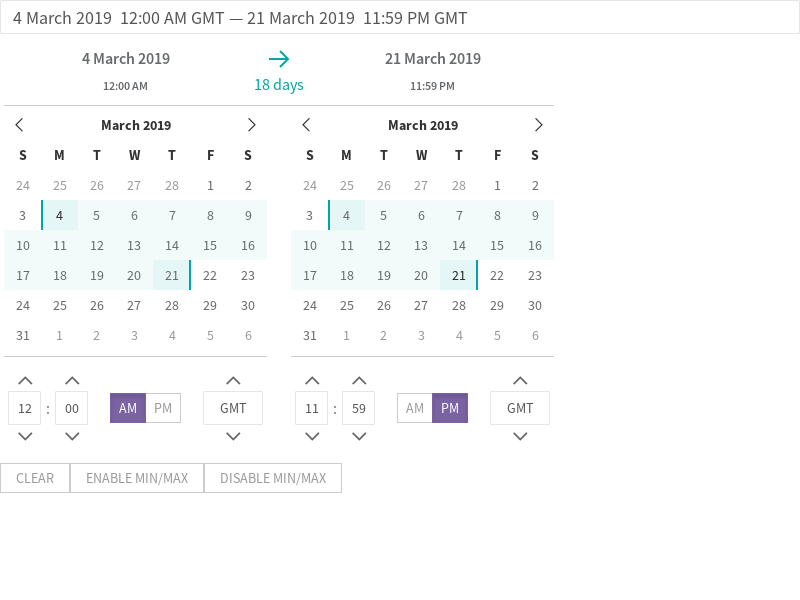 4 March 2019  12:00 AM GMT — 21 March 2019  11:59 PM GMT
4 March 2019 21 March 2019
12:00 AM 18 days 11:59 PM
March 2019 March 2019
S M T W T F S S M T W T F S
24 25 26 27 28 1 2 24 25 26 27 28 1 2
3 4 5 6 7 8 9 3 4 5 6 7 8 9
10 11 12 13 14 15 16 10 11 12 13 14 15 16
17 18 19 20 21 22 23 17 18 19 20 21 22 23
24 25 26 27 28 29 30 24 25 26 27 28 29 30
31 1 2 3 4 5 6 31 1 2 3 4 5 6
12 : 00 AM PM GMT 11 : 59 AM PM GMT
CLEAR ENABLE MIN/MAX DISABLE MIN/MAX